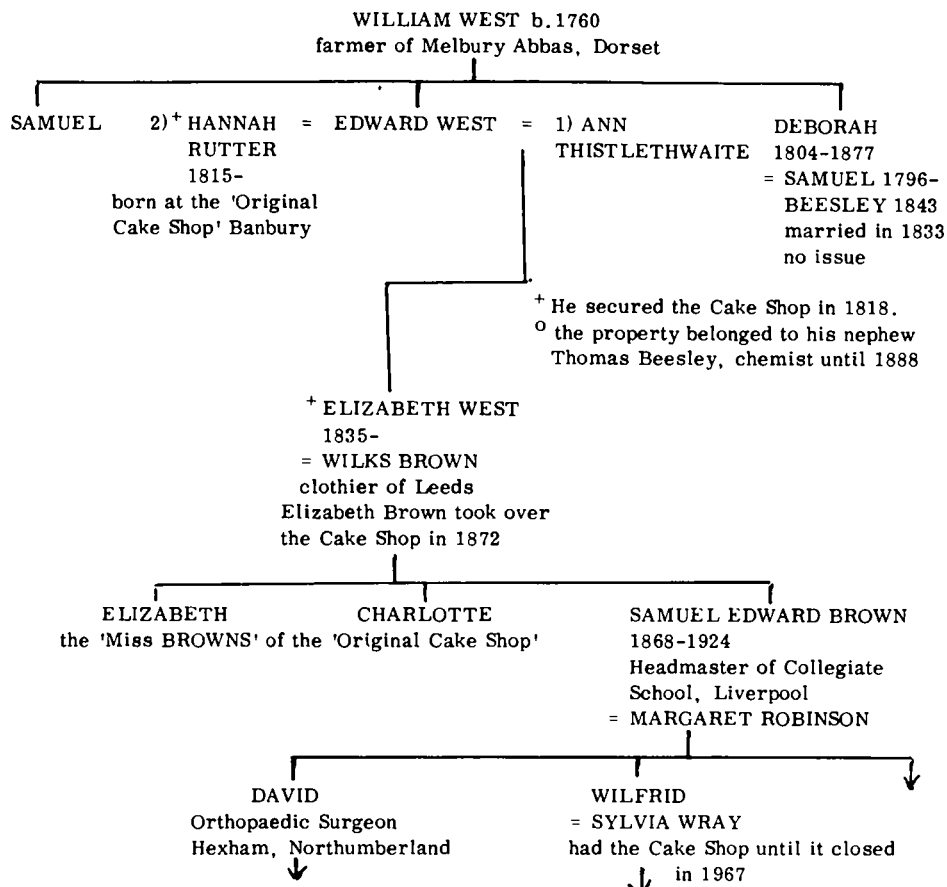 WILLIAM WEST b.1760
farmer of Melbury Abbas, Dorset
SAMUEL
2)+ HANNAH
RUTTER
1815-
born at the 'Original
Cake Shop' Banbury
= EDWARD WEST =
1) ANN
THISTLETHWAITE
DEBORAH
1804-1877
= SAMUEL 1796-
BEESLEY 1843
married in 1833
no issue
+ He secured the Cake Shop in 1818.
o the property belonged to his nephew
Thomas Beesley, chemist until 1888
+ ELIZABETH WEST
1835-
= WILKS BROWN
clothier of Leeds
Elizabeth Brown took over
the Cake Shop in 1872
ELIZABETH CHARLOTTE
the 'Miss BROWNS' of the 'Original Cake Shop'
SAMUEL EDWARD BROWN
1868-1924
Headmaster of Collegiate
School, Liverpool
= MARGARET ROBINSON
DAVID
Orthopaedic Surgeon
Hexham, Northumberland
WILFRID
= SYLVIA WRAY
had the Cake Shop until it closed
in 1967